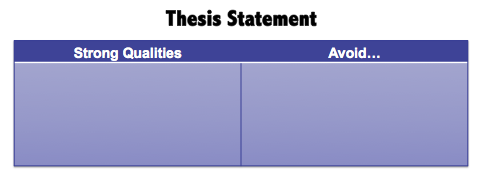 Thesis Statement
Strong Qualities Avoid...